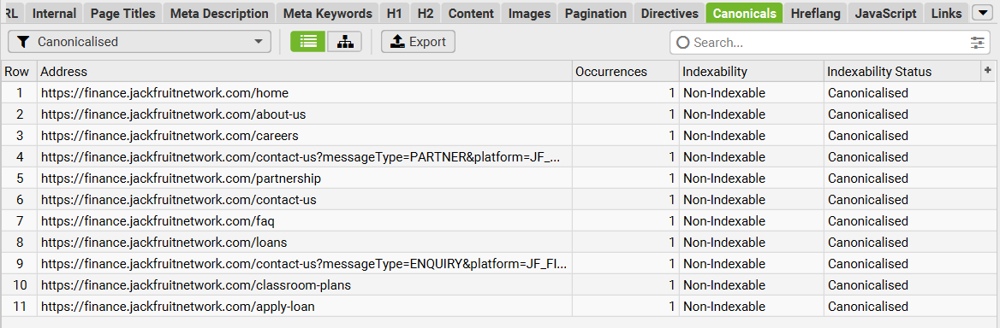 RL Internal Page Titles Meta Description Meta Keywords H1 H2 Content Images Pagination Directives Canonicals Hreflang JavaScript Links
Canonicalised Export Search...
Row Address Occurrences Indexability Indexability Status +
1 https://finance.jackfruitnetwork.com/home 1 Non-Indexable Canonicalised
2 https://finance.jackfruitnetwork.com/about-us 1 Non-Indexable Canonicalised
3 https://finance.jackfruitnetwork.com/careers 1 Non-Indexable Canonicalised
4 https://finance.jackfruitnetwork.com/contact-us?messageType=PARTNER&platform=JF_... 1 Non-Indexable Canonicalised
5 https://finance.jackfruitnetwork.com/partnership 1 Non-Indexable Canonicalised
6 https://finance.jackfruitnetwork.com/contact-us 1 Non-Indexable Canonicalised
7 https://finance.jackfruitnetwork.com/faq 1 Non-Indexable Canonicalised
8 https://finance.jackfruitnetwork.com/loans 1 Non-Indexable Canonicalised
9 https://finance.jackfruitnetwork.com/contact-us?messageType=ENQUIRY&platform=JF_FI... 1 Non-Indexable Canonicalised
10 https://finance.jackfruitnetwork.com/classroom-plans 1 Non-Indexable Canonicalised
11 https://finance.jackfruitnetwork.com/apply-loan 1 Non-Indexable Canonicalised